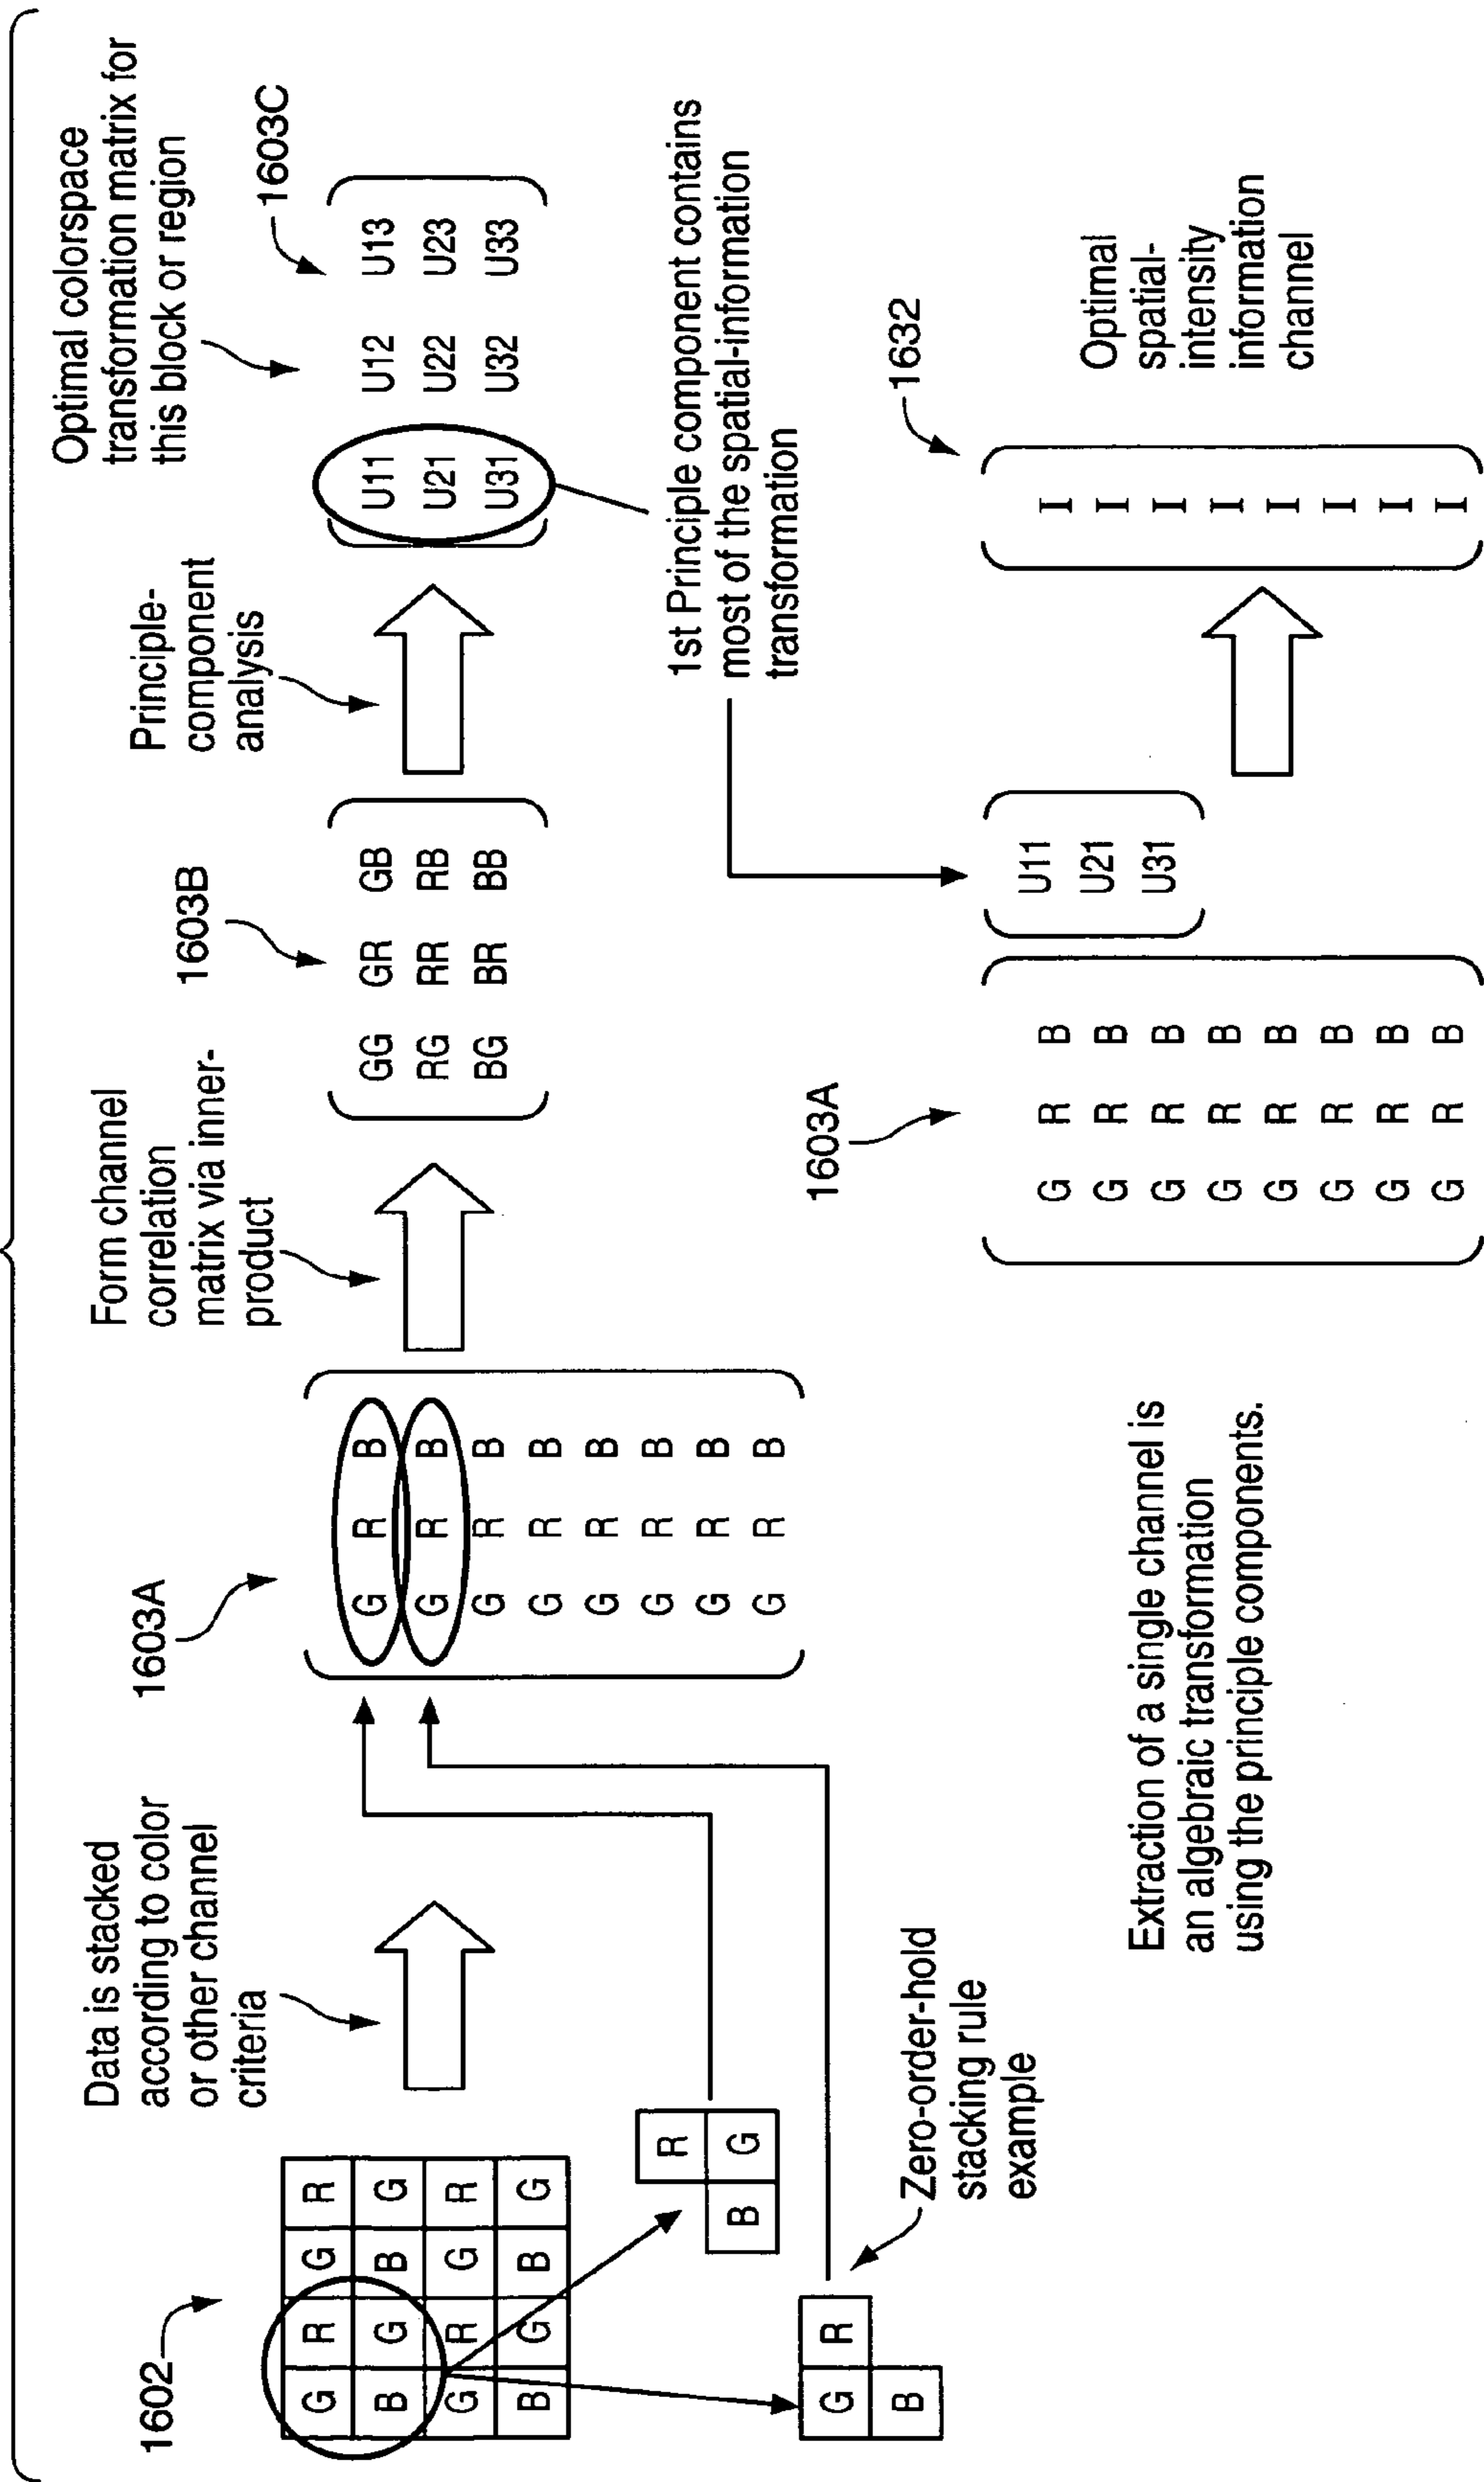 1602
G R G R
B G B G
G R G R
B G B G
Data is stacked
according to color
or other channel
criteria
R
B G
G R
B
Zero-order-hold
stacking rule
example
1603A
G R B
G R B
G R B
G R B
G R B
G R B
G R B
G R B
Form channel
correlation
matrix via inner-
product
1603B
GG GR GB
RG RR RB
BG BR BB
Principle-
component
analysis
Optimal colorspace
transformation matrix for
this block or region
1603C
U11 U12 U13
U21 U22 U23
U31 U32 U33
1st Principle component contains
most of the spatial-information
transformation
Extraction of a single channel is
an algebraic transformation
using the principle components.
1603A
G R B
G R B
G R B
G R B
G R B
G R B
G R B
G R B
U11
U21
U31
1632
I
I
I
I
I
I
I
I
Optimal
spatial-
intensity
information
channel